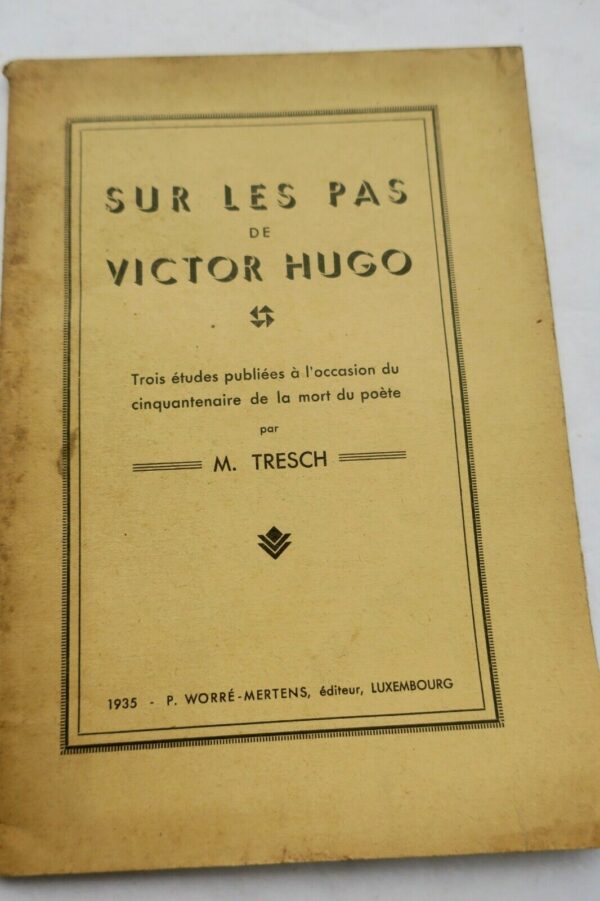 SUR LES PAS
DE
VICTOR HUGO
Trois études publiées à l'occasion du
cinquantenaire de la mort du poète
par
M. TRESCH
1935 - P. WORRÉ-MERTENS, éditeur, LUXEMBOURG